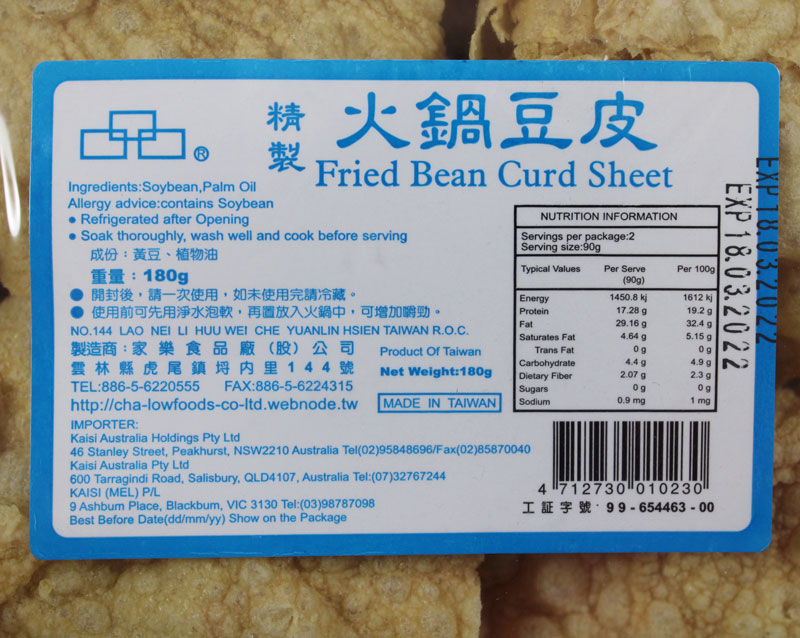 ®
精製
火鍋豆皮
Fried Bean Curd Sheet
Ingredients:Soybean,Palm Oil
Allergy advice:contains Soybean
● Refrigerated after Opening
● Soak thoroughly, wash well and cook before serving
成份：黃豆、植物油
重量：180g
● 開封後，請一次使用，如未使用完請冷藏。
● 使用前可先用淨水泡軟，再置放入火鍋中，可增加嚼勁。
NO.144 LAO NEI LI HUU WEI CHE YUANLIN HSIEN TAIWAN R.O.C.
製造商：家樂食品廠（股）公司
雲林縣虎尾鎮埒內里144號
TEL:886-5-6220555 FAX:886-5-6224315
http://cha-lowfoods-co-ltd.webnode.tw
Product Of Taiwan
Net Weight:180g
MADE IN TAIWAN
IMPORTER:
Kaisi Australia Holdings Pty Ltd
46 Stanley Street, Peakhurst, NSW2210 Australia Tel(02)95848696/Fax(02)85870040
Kaisi Australia Pty Ltd
600 Tarragindi Road, Salisbury, QLD4107, Australia Tel:(07)32767244
KAISI (MEL) P/L
9 Ashbum Place, Blackbum, VIC 3130 Tel:(03)98787098
Best Before Date(dd/mm/yy) Show on the Package
NUTRITION INFORMATION
Servings per package:2
Serving size:90g
Typical Values Per Serve (90g) Per 100g
Energy 1450.8 kj 1612 kj
Protein 17.28 g 19.2 g
Fat 29.16 g 32.4 g
Saturates Fat 4.64 g 5.15 g
Trans Fat 0 g 0 g
Carbohydrate 4.4 g 4.9 g
Dietary Fiber 2.07 g 2.3 g
Sugars 0 g 0 g
Sodium 0.9 mg 1 mg
EXP 18.03.2022
EXP 18.03.2022
4 712730 010230
工証字號·99-654463-00